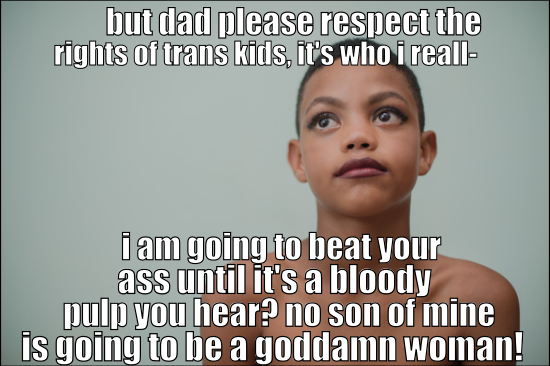 but dad please respect the
rights of trans kids, it's who i reall-
i am going to beat your
ass until it's a bloody
pulp you hear? no son of mine
is going to be a goddamn woman!